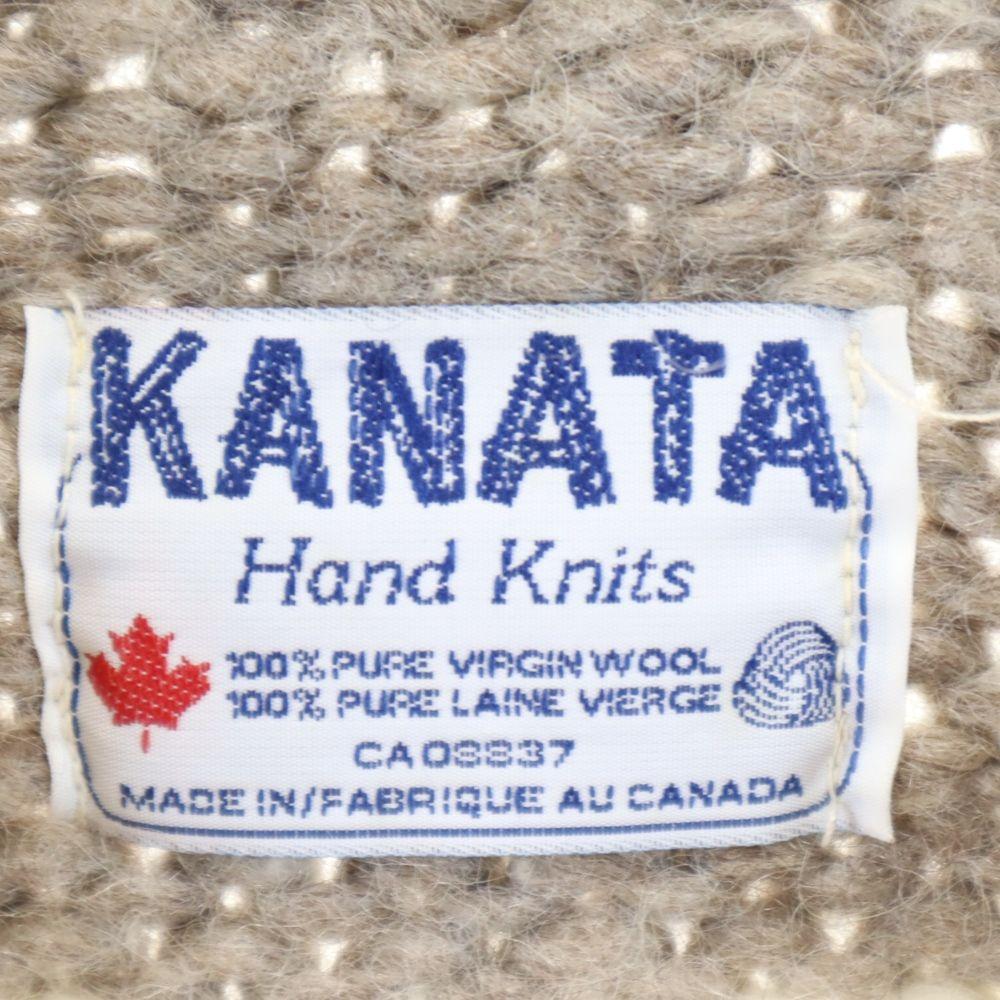 KANATA
Hand Knits
100% PURE VIRGIN WOOL
100% PURE LAINE VIERGE
CA 08837
MADE IN/FABRIQUE AU CANADA